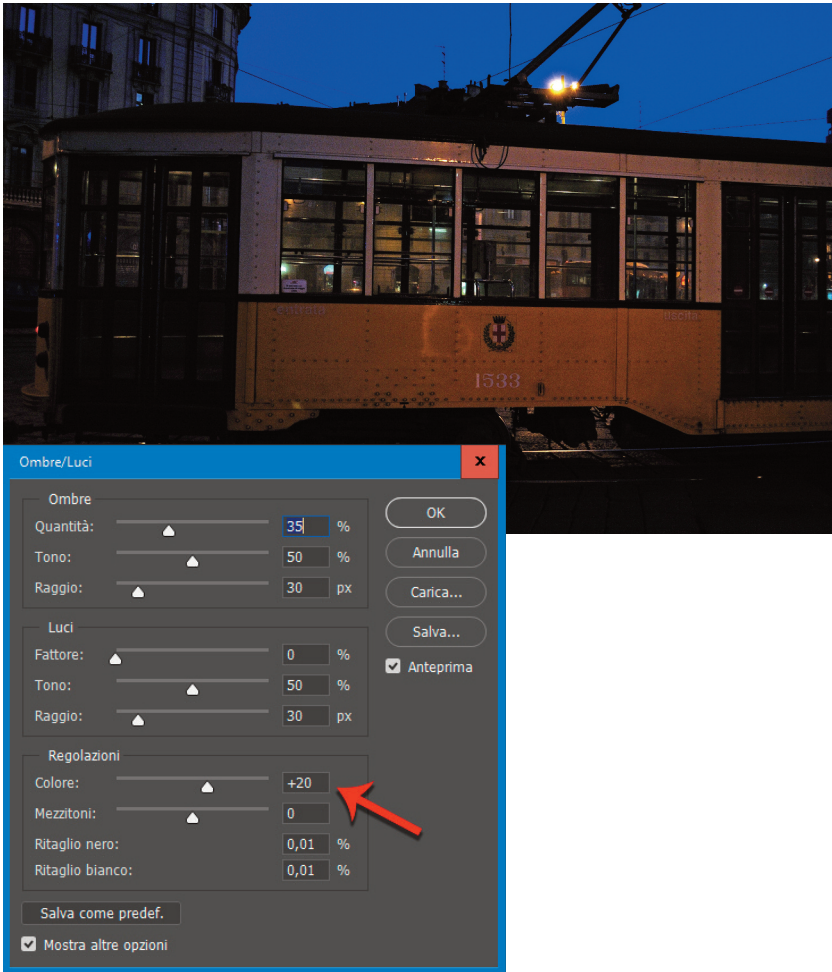 entrata
uscita
1533
Ombre/Luci
x
Ombre
Quantità: 35 %
Tono: 50 %
Raggio: 30 px
Luci
Fattore: 0 %
Tono: 50 %
Raggio: 30 px
Regolazioni
Colore: +20
Mezzitoni: 0
Ritaglio nero: 0,01 %
Ritaglio bianco: 0,01 %
Salva come predef.
Mostra altre opzioni
OK
Annulla
Carica...
Salva...
Anteprima